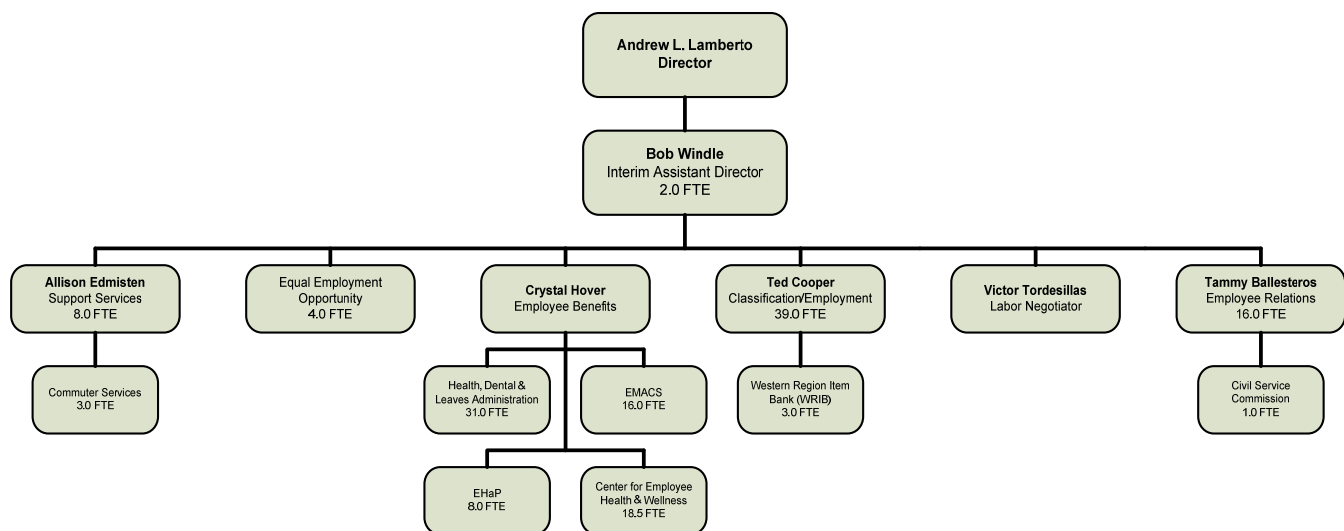 Andrew L. Lamberto
Director
Bob Windle
Interim Assistant Director
2.0 FTE
Allison Edmisten
Support Services
8.0 FTE
Equal Employment
Opportunity
4.0 FTE
Crystal Hover
Employee Benefits
Ted Cooper
Classification/Employment
39.0 FTE
Victor Tordesillas
Labor Negotiator
Tammy Ballesteros
Employee Relations
16.0 FTE
Commuter Services
3.0 FTE
Health, Dental &
Leaves Administration
31.0 FTE
EMACS
16.0 FTE
Western Region Item
Bank (WRIB)
3.0 FTE
Civil Service
Commission
1.0 FTE
EHaP
8.0 FTE
Center for Employee
Health & Wellness
18.5 FTE